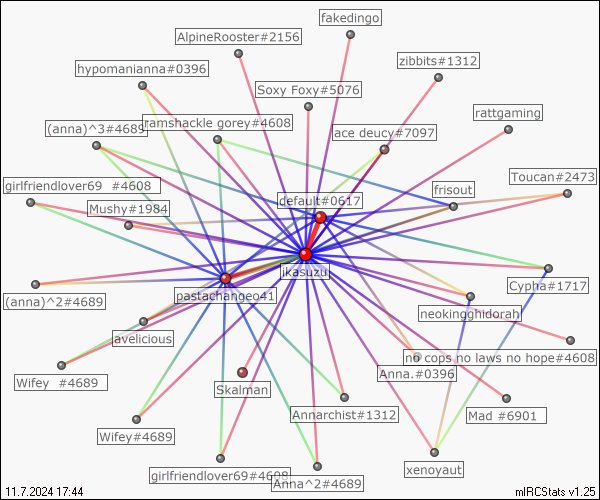 fakedingo
AlpineRooster#2156
zibbits#1312
hypomanianna#0396
Soxy Foxy#5076
rattgaming
(anna)^3#4689
ramshackle gorey#4608
ace deucy#7097
Toucan#2473
girlfriendlover69 #4608
frisout
Mushy#1984
default#0617
jkasuzu
Cypha#1717
(anna)^2#4689
pastachangeo41
neokingghidorah
avelicious
no cops no laws no hope#4608
Anna.#0396
Wifey #4689
Skalman
Annarchist#1312
Mad #6901
Wifey#4689
girlfriendlover69#4608
Anna^2#4689
xenoyaut
11.7.2024 17:44
mIRCStats v1.25